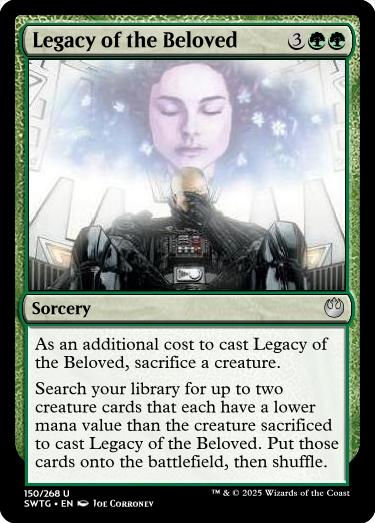 Legacy of the Beloved 3
Sorcery
As an additional cost to cast Legacy of
the Beloved, sacrifice a creature.
Search your library for up to two
creature cards that each have a lower
mana value than the creature sacrificed
to cast Legacy of the Beloved. Put those
cards onto the battlefield, then shuffle.
150/268 U
SWTG • EN Joe Corroney
™ & © 2025 Wizards of the Coast